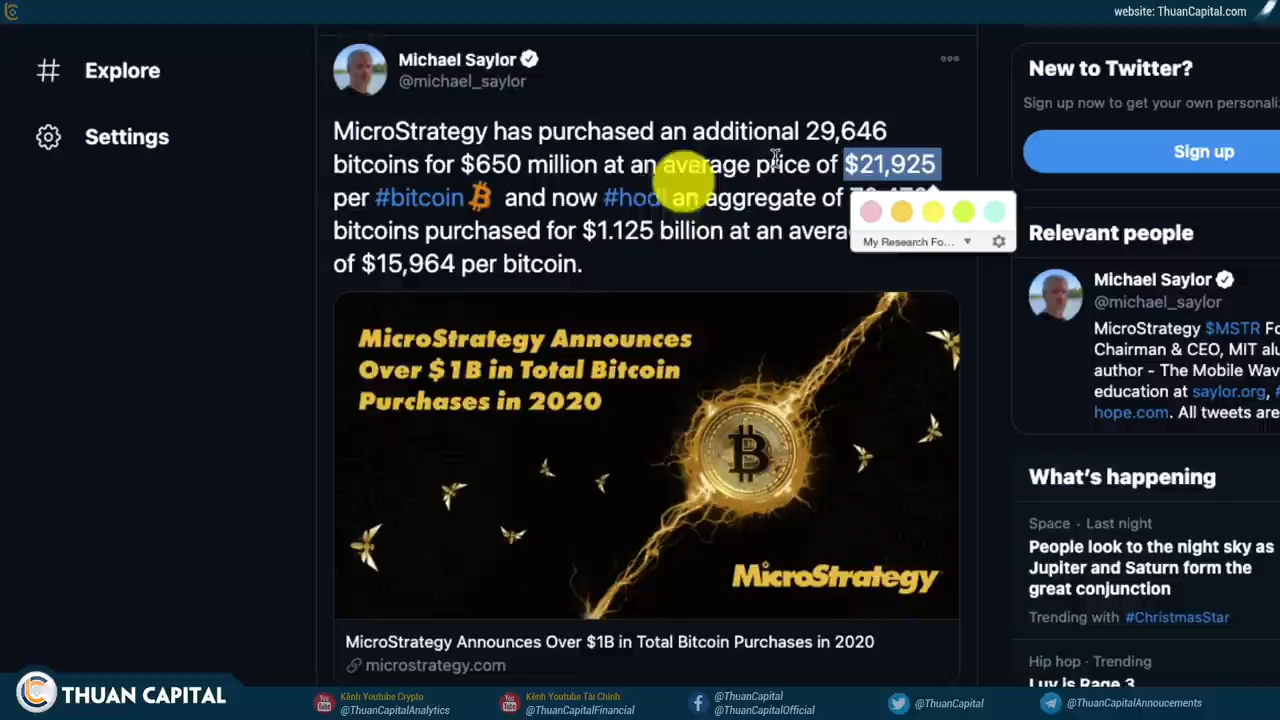 website: ThuanCapital.com
Explore
Settings
Michael Saylor
@michael_saylor
MicroStrategy has purchased an additional 29,646
bitcoins for $650 million at an average price of $21,925
per #bitcoin and now #hodl an aggregate of
bitcoins purchased for $1.125 billion at an
of $15,964 per bitcoin.
My Research Fo...
MicroStrategy Announces
Over $1B in Total Bitcoin
Purchases in 2020
MicroStrategy
MicroStrategy Announces Over $1B in Total Bitcoin Purchases in 2020
microstrategy.com
New to Twitter?
Sign up now to get your own
Sign up
Relevant people
Michael Saylor
@michael_saylor
MicroStrategy $MSTR
Chairman & CEO, MIT
author - The Mobile
education at saylor.org,
hope.com. All tweets are
What's happening
Space · Last night
People look to the night sky as
Jupiter and Saturn form the
great conjunction
Trending with #ChristmasStar
Hip hop · Trending
Luv is Rage 3
THUAN CAPITAL
Kênh Youtube Crypto
@ThuanCapitalAnalytics
Kênh Youtube Tài Chính
@ThuanCapitalFinancial
@ThuanCapital
@ThuanCapitalOfficial
@ThuanCapital
@ThuanCapitalAnnoucements